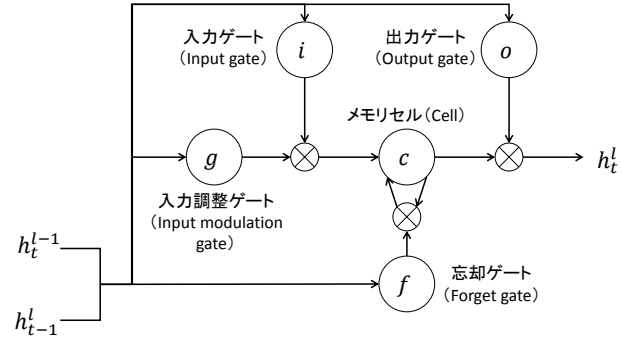 入力ゲート
(Input gate)
i
出力ゲート
(Output gate)
o
メモリセル(Cell)
g
c
h_t^l
入力調整ゲート
(Input modulation
gate)
h_t^{l-1}
f
忘却ゲート
(Forget gate)
h_{t-1}^l